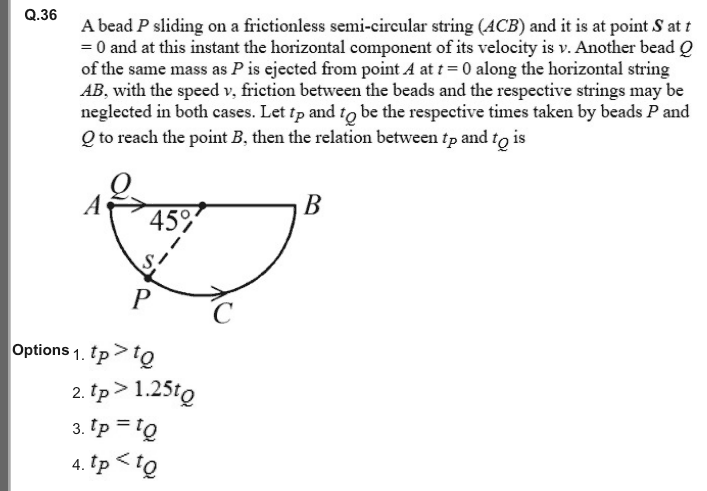 Q.36
A bead P sliding on a frictionless semi-circular string (ACB) and it is at point S at t
= 0 and at this instant the horizontal component of its velocity is v. Another bead Q
of the same mass as P is ejected from point A at t = 0 along the horizontal string
AB, with the speed v, friction between the beads and the respective strings may be
neglected in both cases. Let tP and tQ be the respective times taken by beads P and
Q to reach the point B, then the relation between tP and tQ is
Q
A
45°
B
S
P
C
Options 1. tP > tQ
2. tP > 1.25tQ
3. tP = tQ
4. tP < tQ